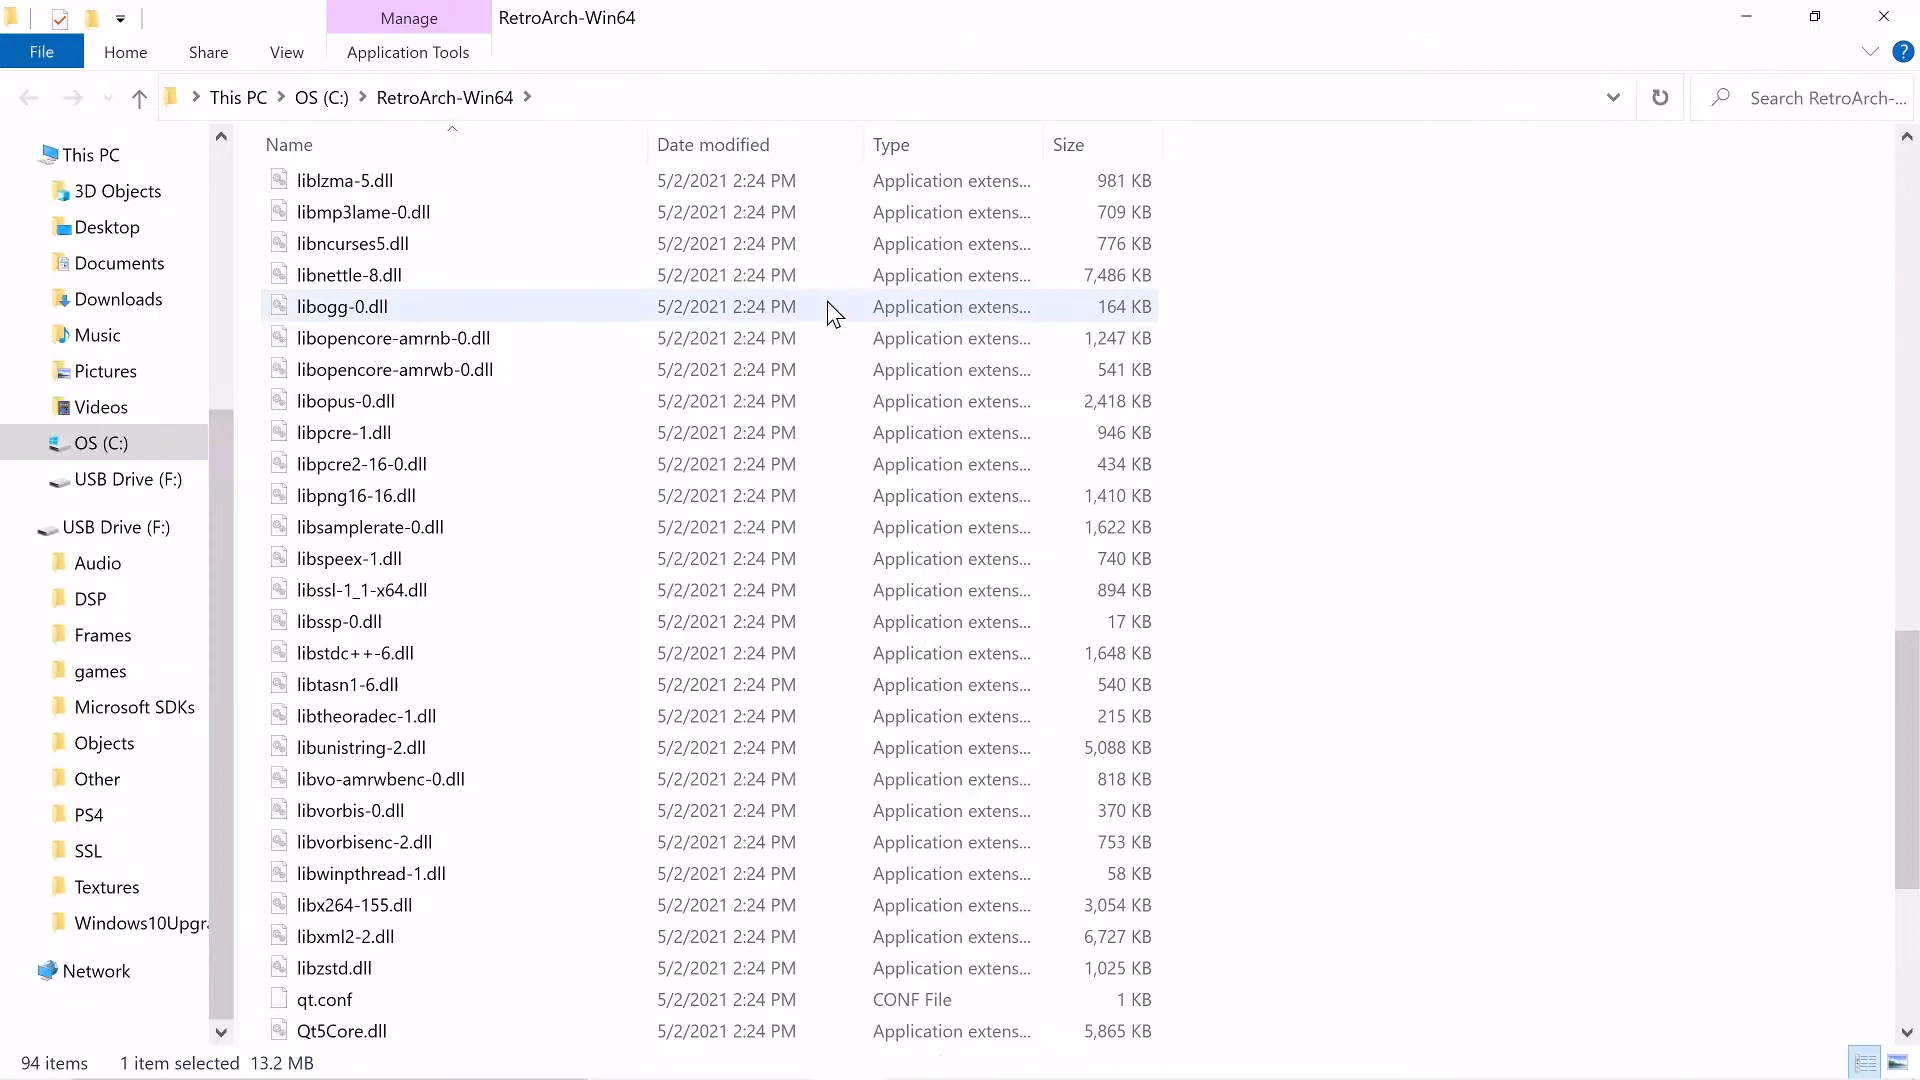 Manage RetroArch-Win64
File Home Share View Application Tools ?
This PC OS (C:) RetroArch-Win64 Search RetroArch-...
Name Date modified Type Size
This PC
3D Objects
Desktop
Documents
Downloads
Music
Pictures
Videos
OS (C:)
USB Drive (F:)
USB Drive (F:)
Audio
DSP
Frames
games
Microsoft SDKs
Objects
Other
PS4
SSL
Textures
Windows10Upgra
Network
liblzma-5.dll 5/2/2021 2:24 PM Application extens... 981 KB
libmp3lame-0.dll 5/2/2021 2:24 PM Application extens... 709 KB
libncurses5.dll 5/2/2021 2:24 PM Application extens... 776 KB
libnettle-8.dll 5/2/2021 2:24 PM Application extens... 7,486 KB
libogg-0.dll 5/2/2021 2:24 PM Application extens... 164 KB
libopencore-amrnb-0.dll 5/2/2021 2:24 PM Application extens... 1,247 KB
libopencore-amrwb-0.dll 5/2/2021 2:24 PM Application extens... 541 KB
libopus-0.dll 5/2/2021 2:24 PM Application extens... 2,418 KB
libpcre-1.dll 5/2/2021 2:24 PM Application extens... 946 KB
libpcre2-16-0.dll 5/2/2021 2:24 PM Application extens... 434 KB
libpng16-16.dll 5/2/2021 2:24 PM Application extens... 1,410 KB
libsamplerate-0.dll 5/2/2021 2:24 PM Application extens... 1,622 KB
libspeex-1.dll 5/2/2021 2:24 PM Application extens... 740 KB
libssl-1_1-x64.dll 5/2/2021 2:24 PM Application extens... 894 KB
libssp-0.dll 5/2/2021 2:24 PM Application extens... 17 KB
libstdc++-6.dll 5/2/2021 2:24 PM Application extens... 1,648 KB
libtasn1-6.dll 5/2/2021 2:24 PM Application extens... 540 KB
libtheoradec-1.dll 5/2/2021 2:24 PM Application extens... 215 KB
libunistring-2.dll 5/2/2021 2:24 PM Application extens... 5,088 KB
libvo-amrwbenc-0.dll 5/2/2021 2:24 PM Application extens... 818 KB
libvorbis-0.dll 5/2/2021 2:24 PM Application extens... 370 KB
libvorbisenc-2.dll 5/2/2021 2:24 PM Application extens... 753 KB
libwinpthread-1.dll 5/2/2021 2:24 PM Application extens... 58 KB
libx264-155.dll 5/2/2021 2:24 PM Application extens... 3,054 KB
libxml2-2.dll 5/2/2021 2:24 PM Application extens... 6,727 KB
libzstd.dll 5/2/2021 2:24 PM Application extens... 1,025 KB
qt.conf 5/2/2021 2:24 PM CONF File 1 KB
Qt5Core.dll 5/2/2021 2:24 PM Application extens... 5,865 KB
94 items 1 item selected 13.2 MB